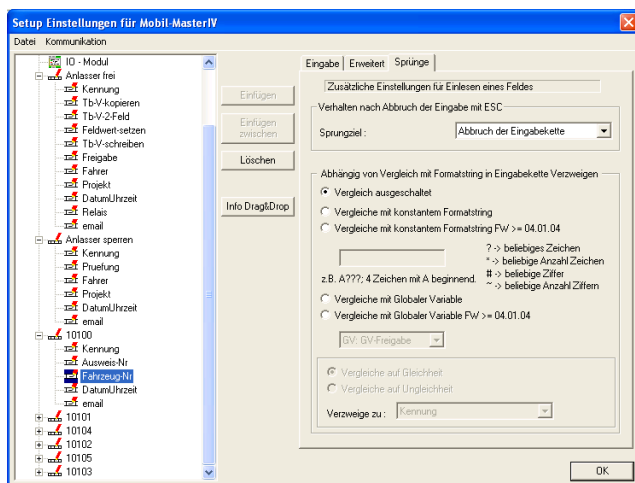 Setup Einstellungen für Mobil-MasterIV
Datei Kommunikation
IO - Modul
Anlasser frei
Kennung
Tb-V-kopieren
Tb-V-2-Feld
Feldwert-setzen
Tb-V-schreiben
Freigabe
Fahrer
Projekt
DatumUhrzeit
Relais
email
Anlasser sperren
Kennung
Pruefung
Fahrer
Projekt
DatumUhrzeit
email
10100
Kennung
Ausweis-Nr
Fahrzeug-Nr
DatumUhrzeit
email
10101
10104
10102
10105
10103
Einfügen
Einfügen
zwischen
Löschen
Info Drag&Drop
Eingabe Erweitert Sprünge
Zusätzliche Einstellungen für Einlesen eines Feldes
Verhalten nach Abbruch der Eingabe mit ESC
Sprungziel : Abbruch der Eingabekette
Abhängig von Vergleich mit Formatstring in Eingabekette Verzweigen
Vergleich ausgeschaltet
Vergleiche mit konstantem Formatstring
Vergleiche mit konstantem Formatstring FW >= 04.01.04
? -> beliebiges Zeichen
* -> beliebige Anzahl Zeichen
# -> beliebige Ziffer
~ -> beliebige Anzahl Ziffern
z.B. A???; 4 Zeichen mit A beginnend.
Vergleiche mit Globaler Variable
Vergleiche mit Globaler Variable FW >= 04.01.04
GV: GV-Freigabe
Vergleiche auf Gleichheit
Vergleiche auf Ungleichheit
Verzweige zu : Kennung
OK